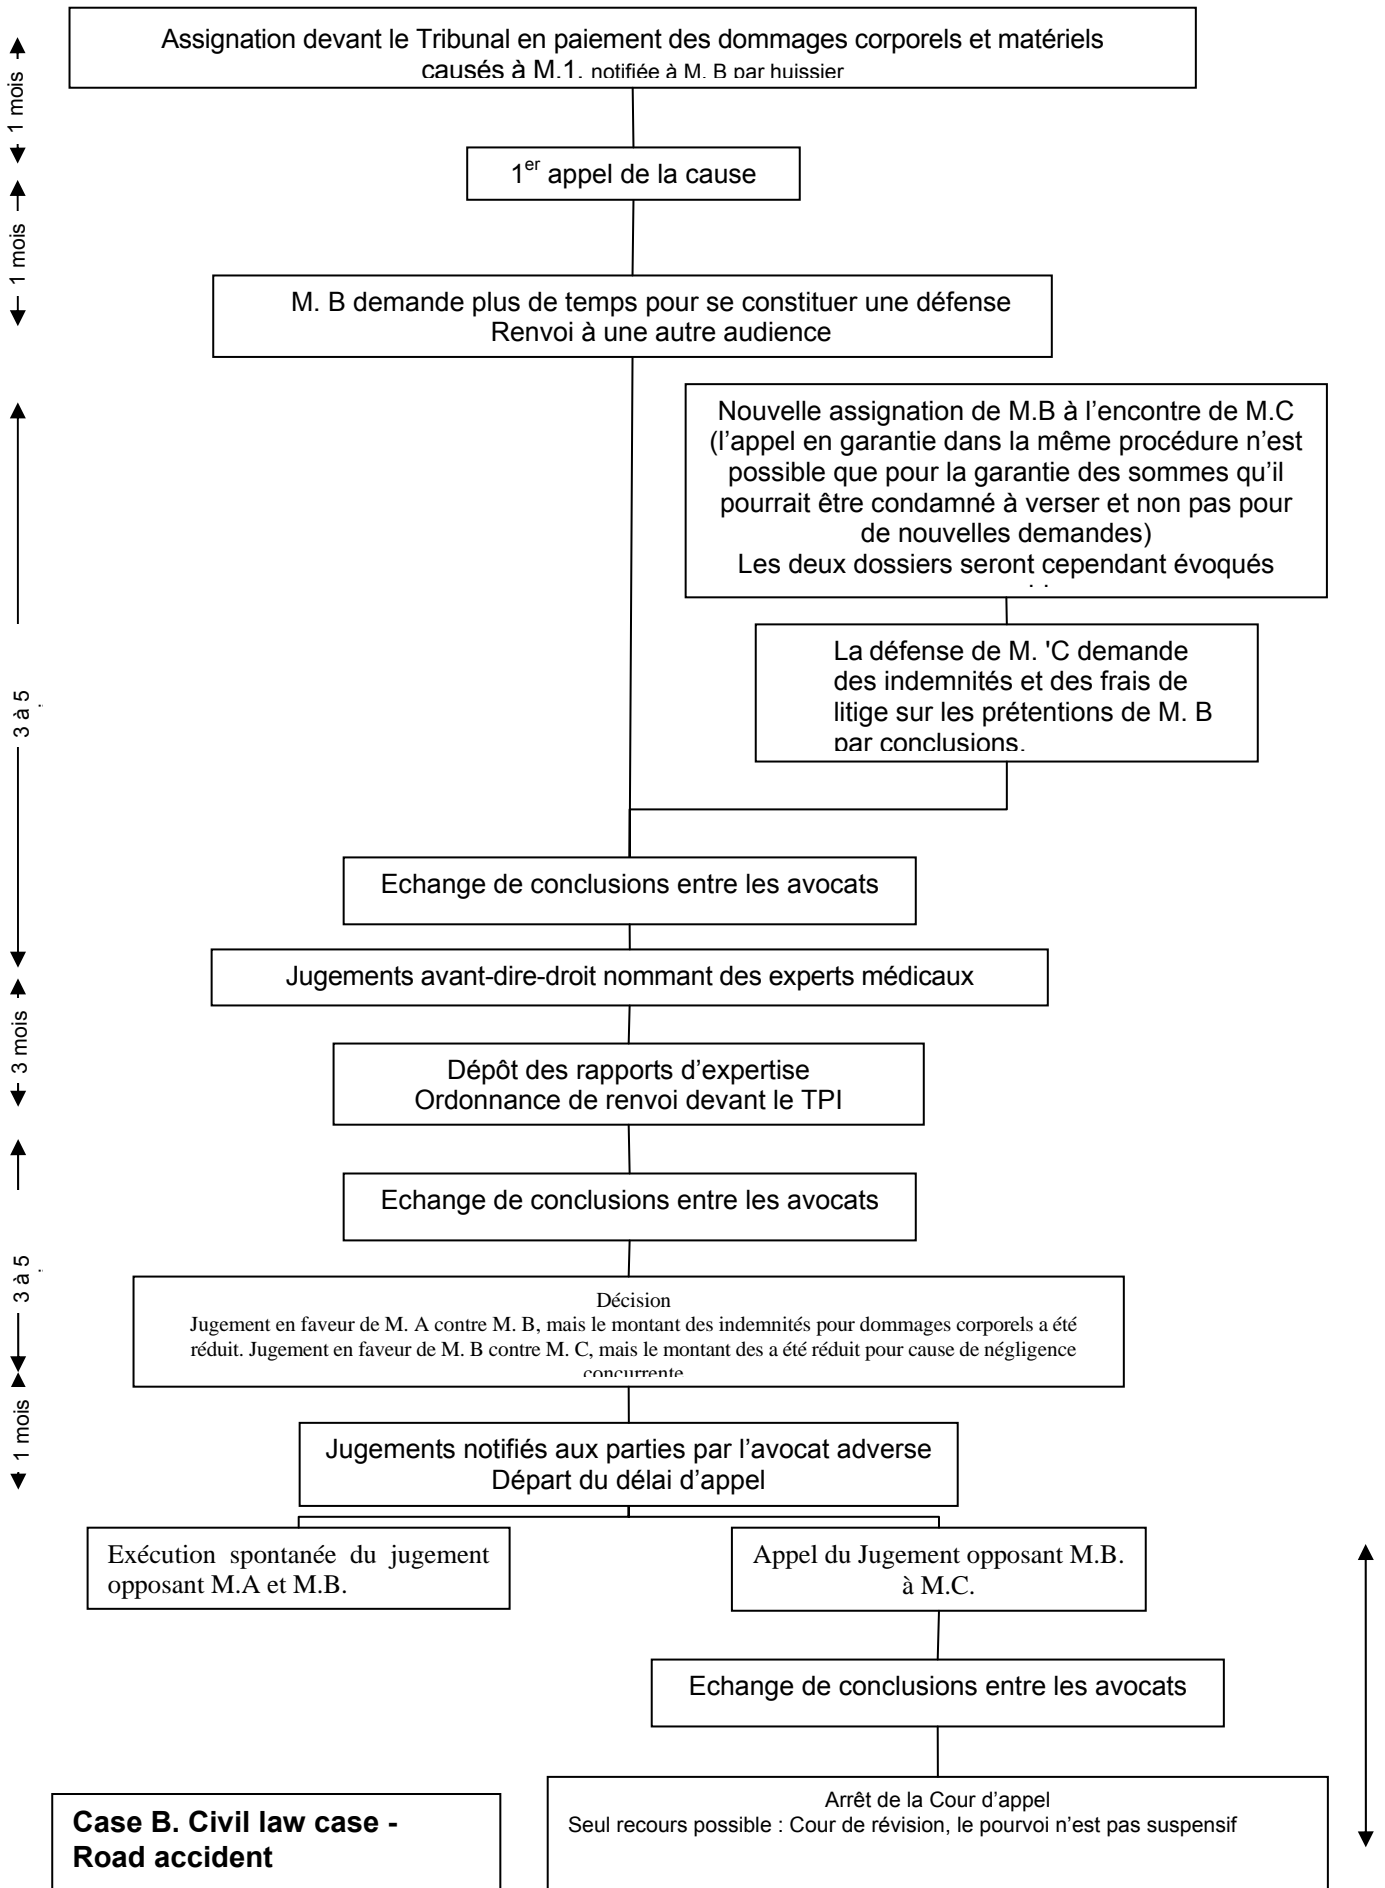 Assignation devant le Tribunal en paiement des dommages corporels et matériels
causés à M.1. notifiée à M. B par huissier
1 mois
1er appel de la cause
1 mois
M. B demande plus de temps pour se constituer une défense
Renvoi à une autre audience
Nouvelle assignation de M.B à l’encontre de M.C
(l’appel en garantie dans la même procédure n’est
possible que pour la garantie des sommes qu’il
pourrait être condamné à verser et non pas pour
de nouvelles demandes)
Les deux dossiers seront cependant évoqués
La défense de M. 'C demande
des indemnités et des frais de
litige sur les prétentions de M. B
par conclusions.
3 à 5
Echange de conclusions entre les avocats
Jugements avant-dire-droit nommant des experts médicaux
3 mois
Dépôt des rapports d’expertise
Ordonnance de renvoi devant le TPI
Echange de conclusions entre les avocats
3 à 5
Décision
Jugement en faveur de M. A contre M. B, mais le montant des indemnités pour dommages corporels a été
réduit. Jugement en faveur de M. B contre M. C, mais le montant des a été réduit pour cause de négligence
concurrente
1 mois
Jugements notifiés aux parties par l’avocat adverse
Départ du délai d’appel
Exécution spontanée du jugement
opposant M.A et M.B.
Appel du Jugement opposant M.B.
à M.C.
Echange de conclusions entre les avocats
Arrêt de la Cour d’appel
Seul recours possible : Cour de révision, le pourvoi n’est pas suspensif
Case B. Civil law case -
Road accident